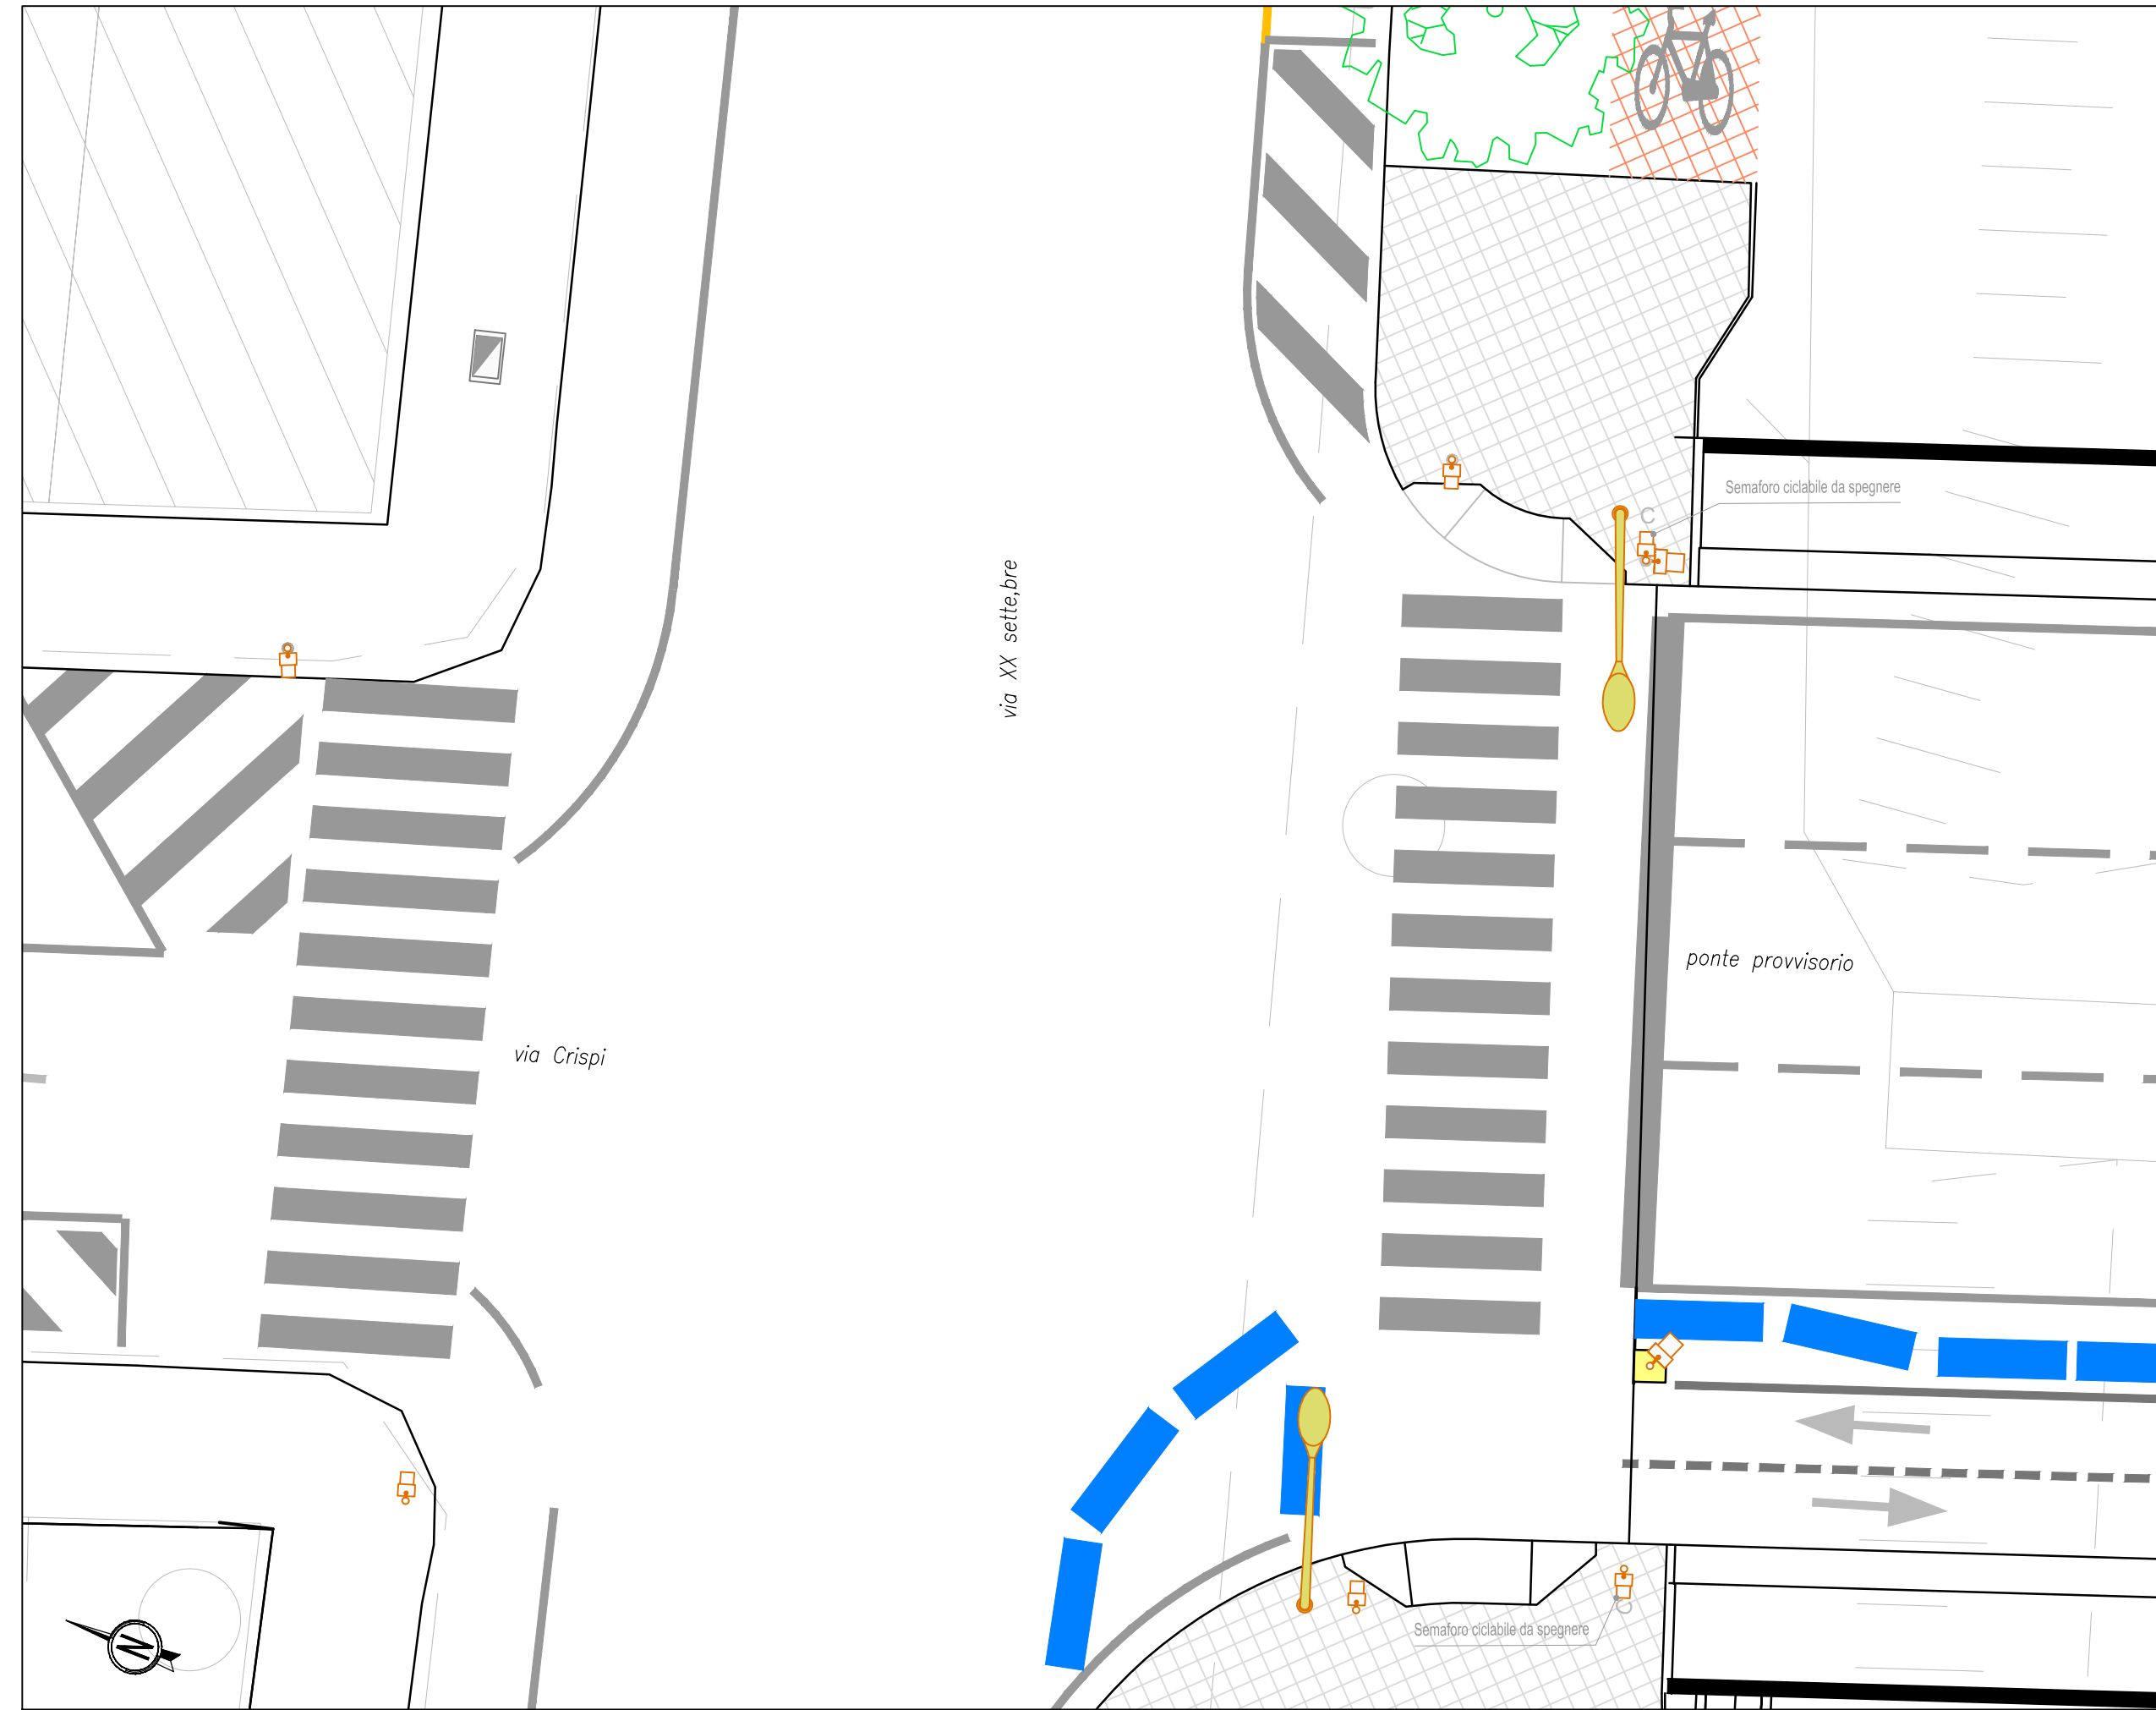 Semaforo ciclabile da spegnere
C
via XX sette,bre
ponte provvisorio
via Crispi
Semaforo ciclabile da spegnere
C
N